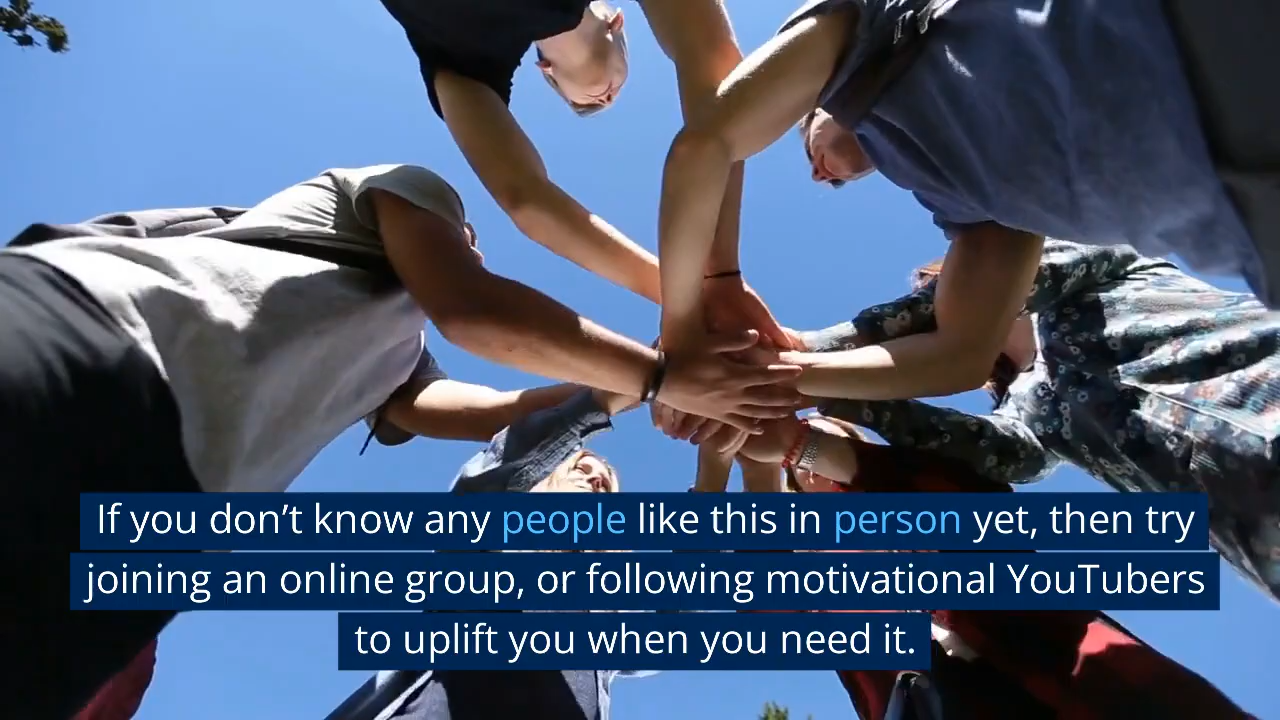 If you don’t know any people like this in person yet, then try
joining an online group, or following motivational YouTubers
to uplift you when you need it.